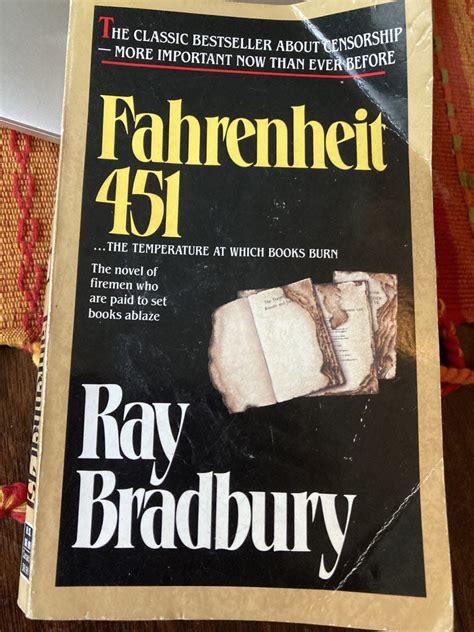 THE CLASSIC BESTSELLER ABOUT CENSORSHIP
— MORE IMPORTANT NOW THAN EVER BEFORE
Fahrenheit
451
...THE TEMPERATURE AT WHICH BOOKS BURN
The novel of
firemen who
are paid to set
books ablaze
Ray
Bradbury